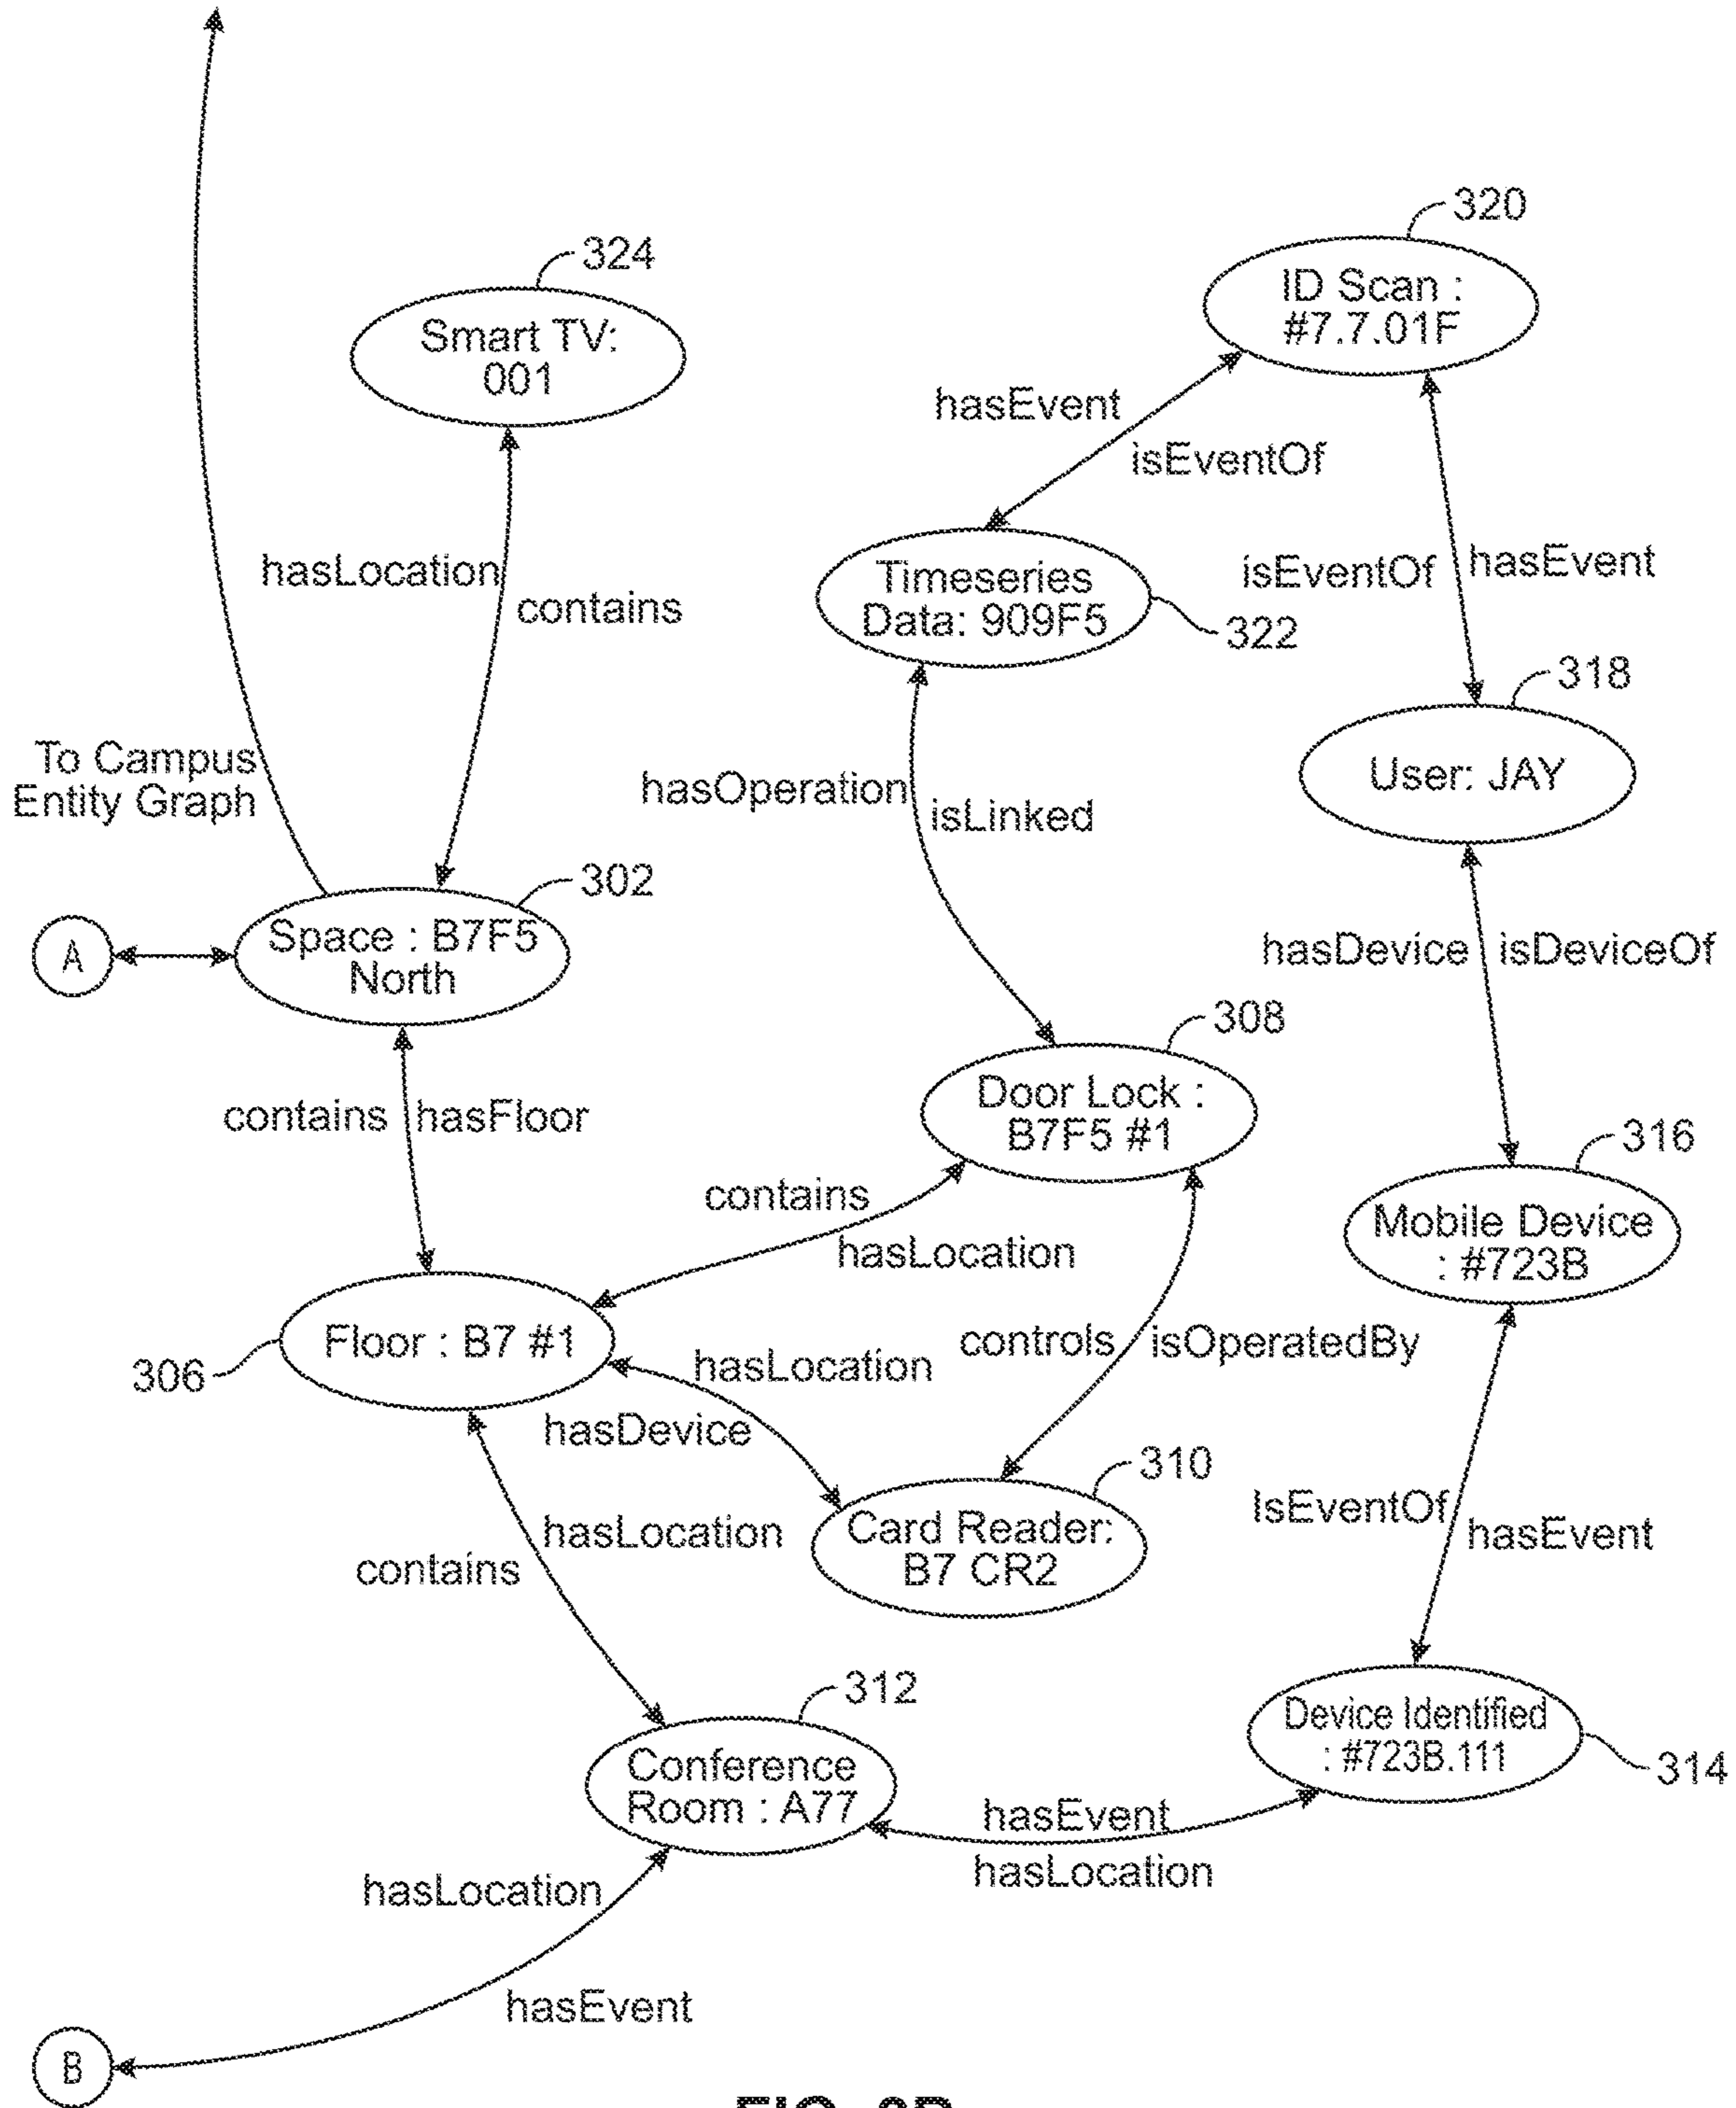 320
ID Scan :
#7.7.01F
324
Smart TV:
001
hasEvent
isEventOf
hasLocation
contains
Timeseries
Data: 909F5
322
isEventOf
hasEvent
318
User: JAY
To Campus
Entity Graph
hasOperation
isLinked
302
Space : B7F5
North
A
hasDevice
isDeviceOf
308
Door Lock :
B7F5 #1
contains
hasFloor
316
Mobile Device
: #723B
contains
hasLocation
306
Floor : B7 #1
hasLocation
hasDevice
controls
isOperatedBy
310
Card Reader:
B7 CR2
hasLocation
contains
IsEventOf
hasEvent
312
Conference
Room : A77
Device Identified
: #723B.111
314
hasEvent
hasLocation
hasLocation
hasEvent
B